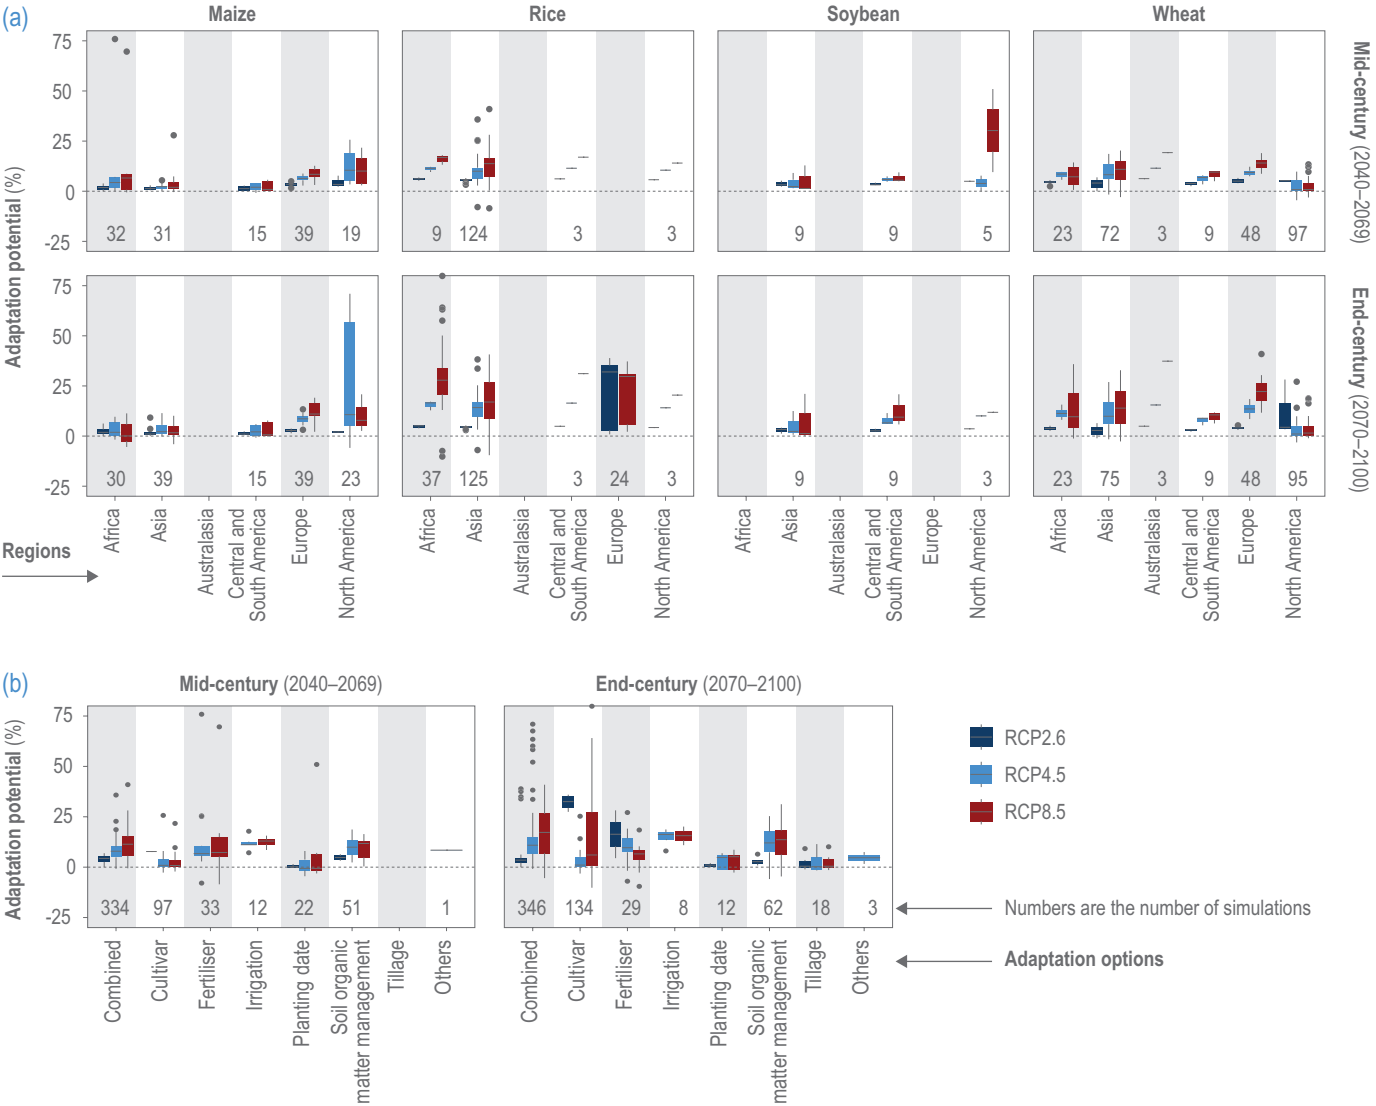 (a)
Maize
Rice
Soybean
Wheat
Adaptation potential (%)
75
50
25
0
-25
32
31
15
39
19
9
124
3
3
9
9
5
23
72
3
9
48
97
Mid-century (2040–2069)
75
50
25
0
-25
30
39
15
39
23
37
125
3
24
3
9
9
3
23
75
3
9
48
95
End-century (2070–2100)
Regions
Africa
Asia
Australasia
Central and
South America
Europe
North America
Africa
Asia
Australasia
Central and
South America
Europe
North America
Africa
Asia
Australasia
Central and
South America
Europe
North America
Africa
Asia
Australasia
Central and
South America
Europe
North America
(b)
Mid-century (2040–2069)
End-century (2070–2100)
Adaptation potential (%)
75
50
25
0
-25
334
97
33
12
22
51
1
346
134
29
8
12
62
18
3
Combined
Cultivar
Fertiliser
Irrigation
Planting date
Soil organic
matter management
Tillage
Others
Combined
Cultivar
Fertiliser
Irrigation
Planting date
Soil organic
matter management
Tillage
Others
RCP2.6
RCP4.5
RCP8.5
Numbers are the number of simulations
Adaptation options